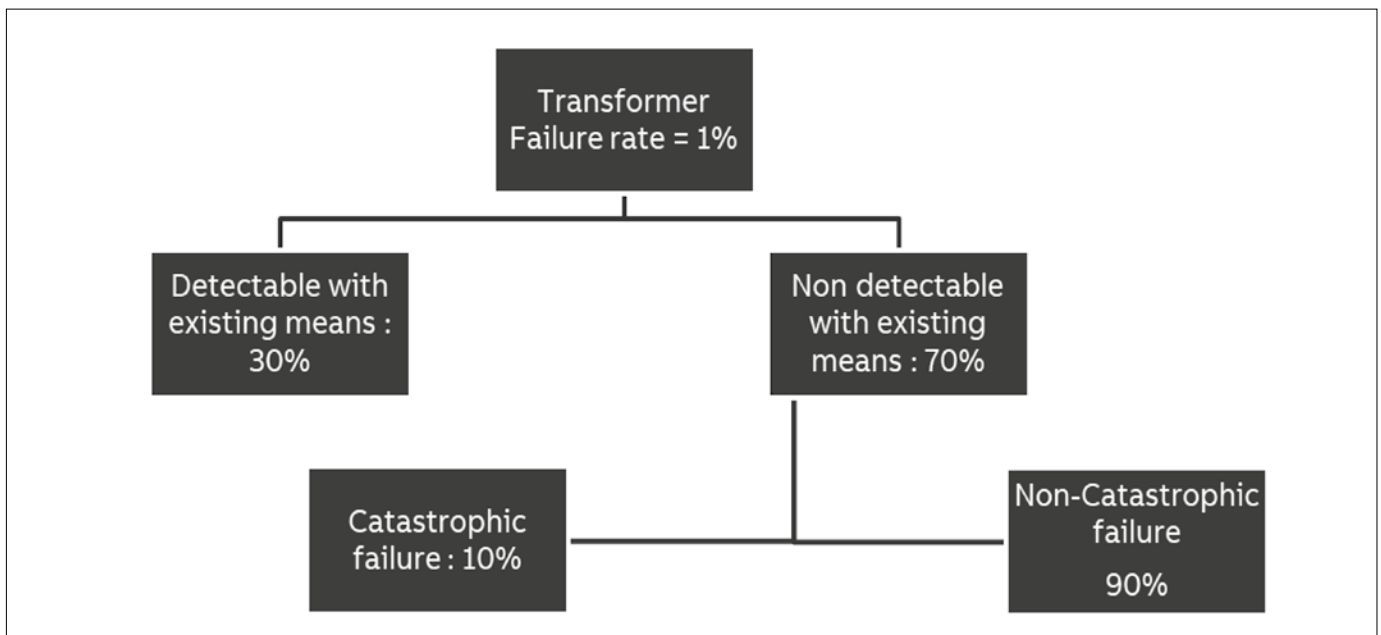 Transformer
Failure rate = 1%
Detectable with
existing means :
30%
Non detectable
with existing
means : 70%
Catastrophic
failure : 10%
Non-Catastrophic
failure
90%